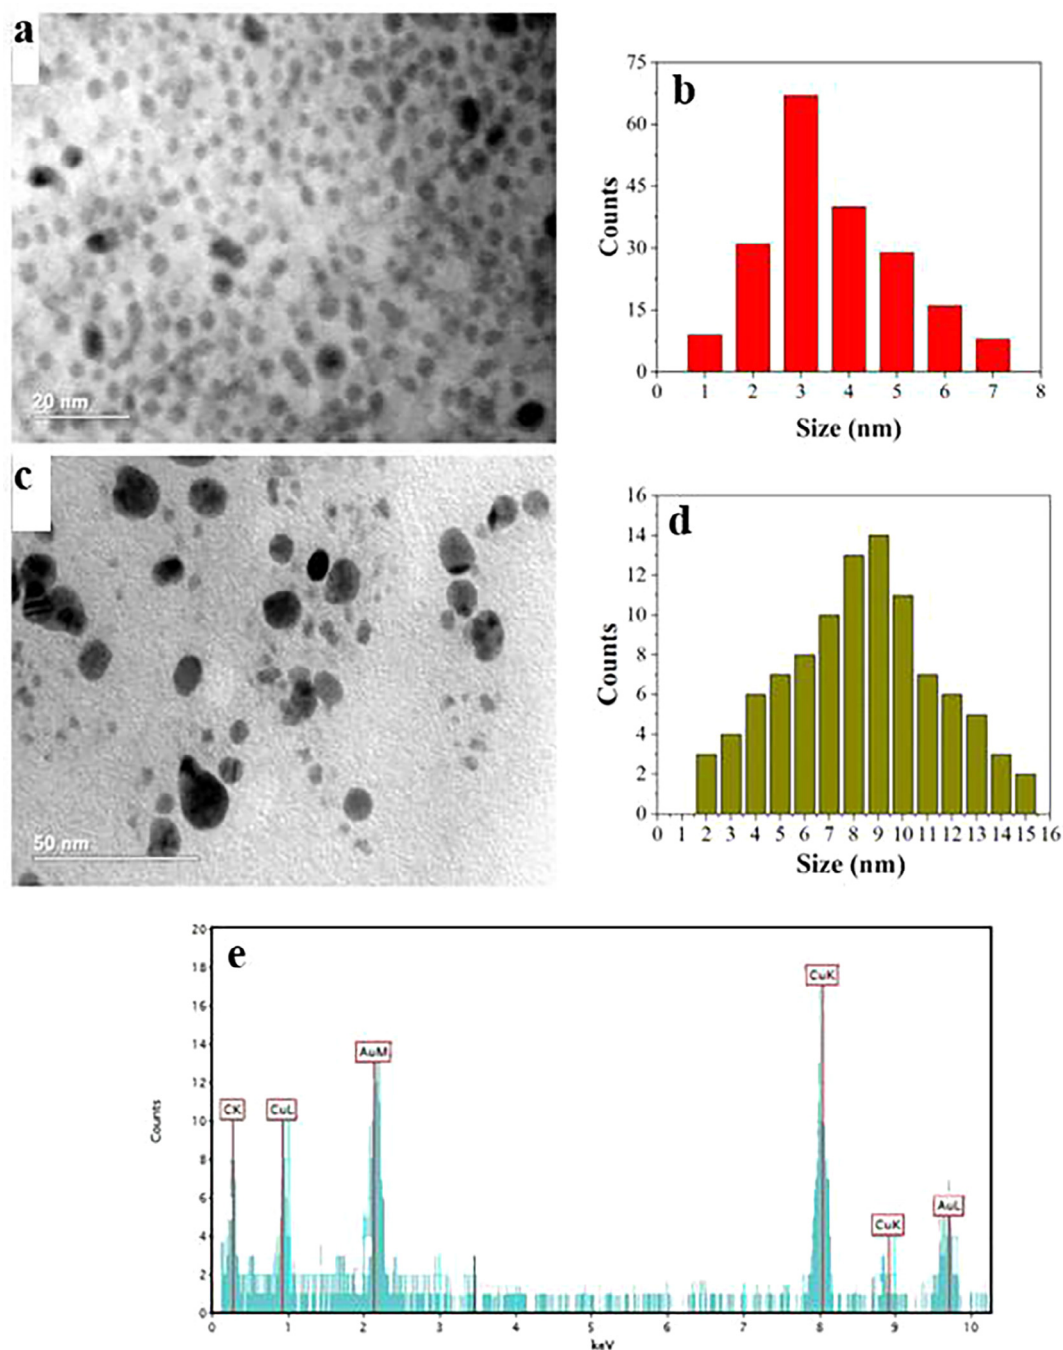 a
20 nm
b
75
60
45
30
15
0
Counts
0 1 2 3 4 5 6 7 8
Size (nm)
c
50 nm
d
16
14
12
10
8
6
4
2
0
Counts
0 1 2 3 4 5 6 7 8 9 10 11 12 13 14 15 16
Size (nm)
e
20
18
16
14
12
10
8
6
4
2
0
Counts
CK
CuL
AuM
CuK
CuK
AuL
0 1 2 3 4 5 6 7 8 9 10
keV